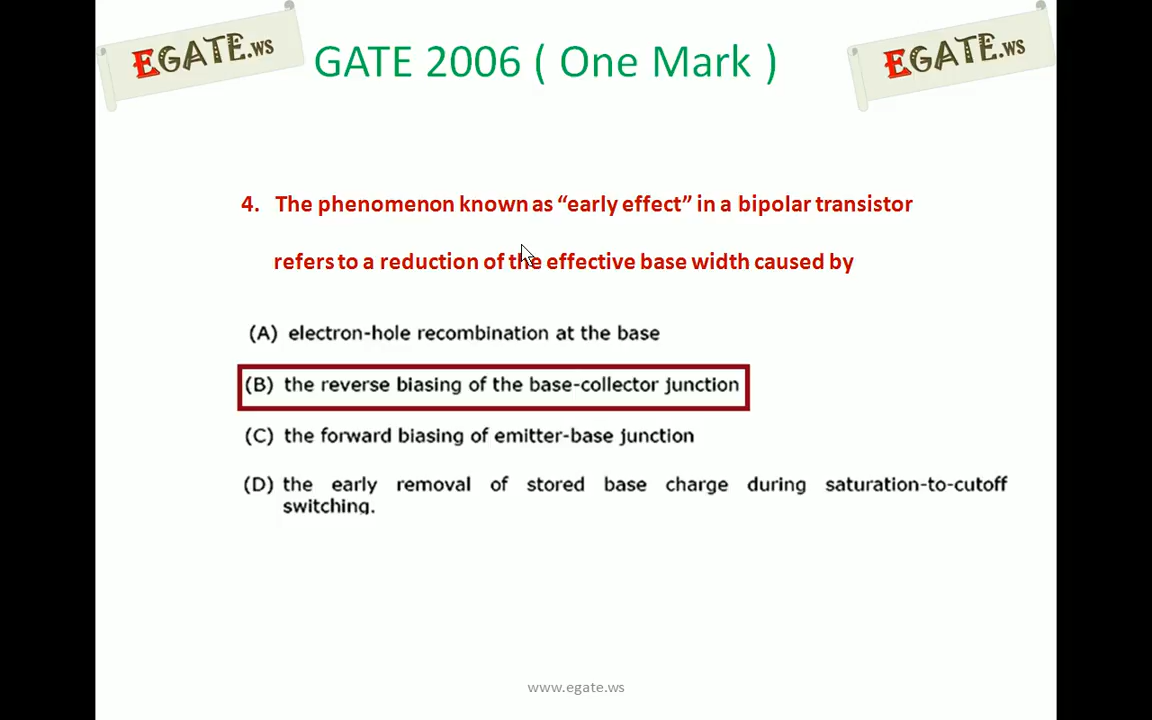 EGATE.ws
GATE 2006 ( One Mark )
EGATE.ws
4. The phenomenon known as “early effect” in a bipolar transistor
refers to a reduction of the effective base width caused by
(A) electron-hole recombination at the base
(B) the reverse biasing of the base-collector junction
(C) the forward biasing of emitter-base junction
(D) the early removal of stored base charge during saturation-to-cutoff
switching.
www.egate.ws